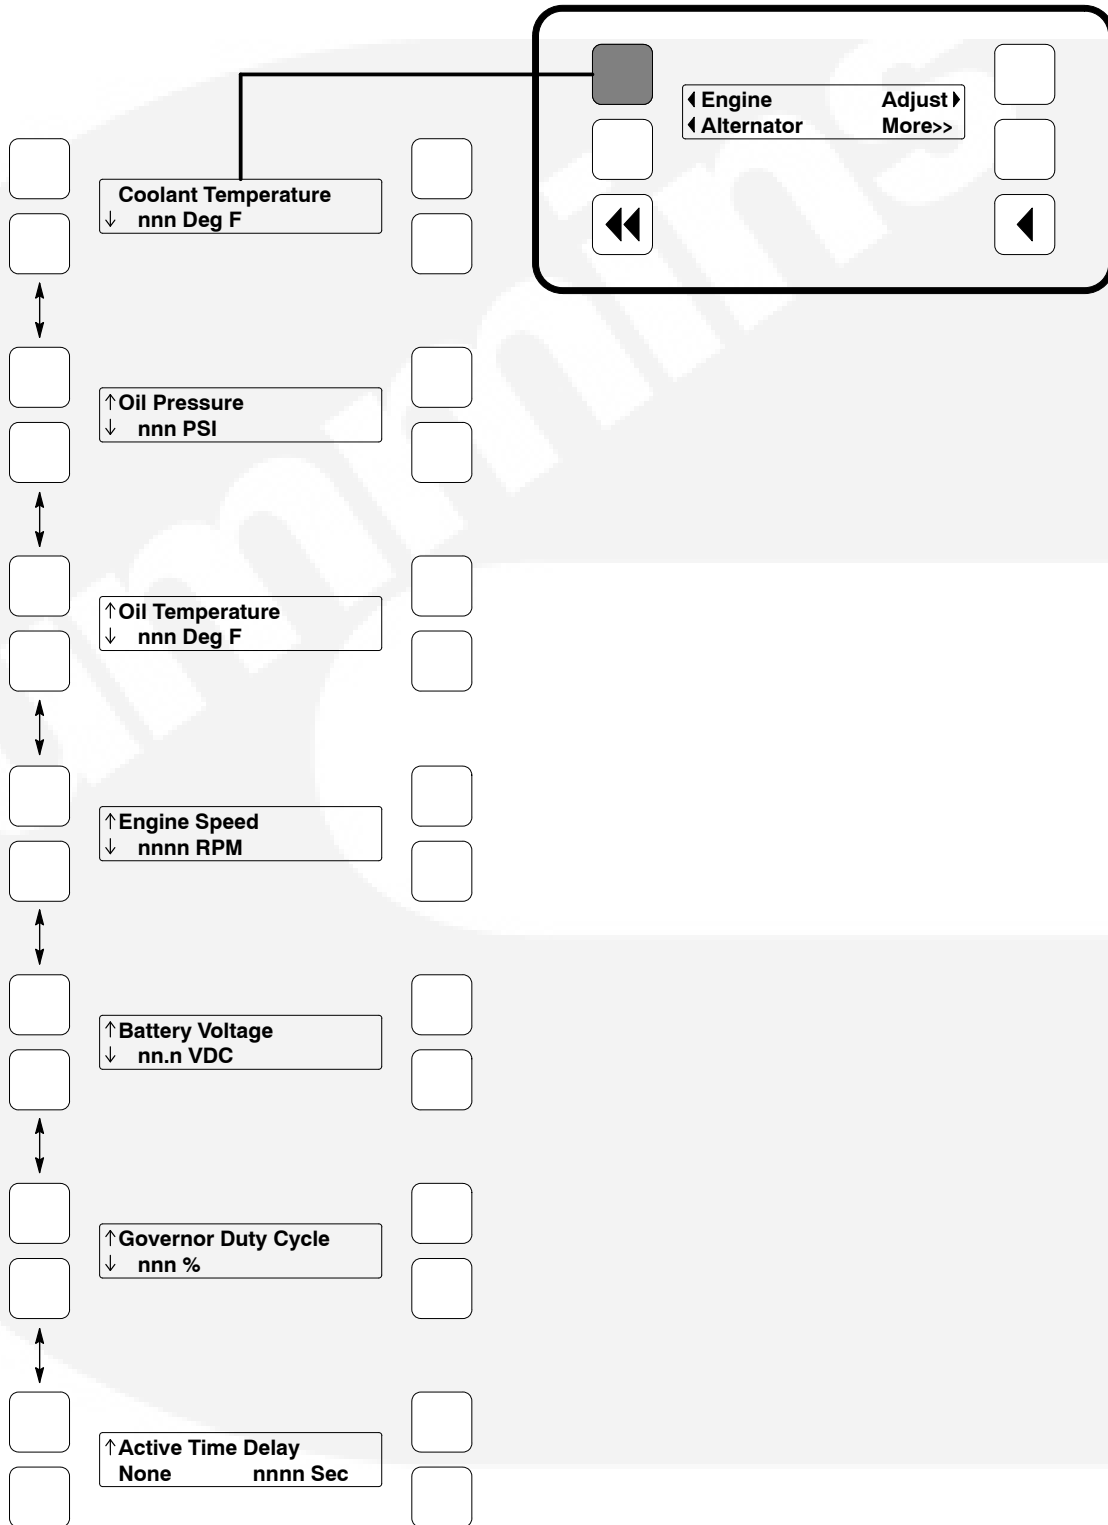 ◀ Engine Adjust ▶
◀ Alternator More>>
Coolant Temperature
↓ nnn Deg F
↑ Oil Pressure
↓ nnn PSI
↑ Oil Temperature
↓ nnn Deg F
↑ Engine Speed
↓ nnnn RPM
↑ Battery Voltage
↓ nn.n VDC
↑ Governor Duty Cycle
↓ nnn %
↑ Active Time Delay
None nnnn Sec